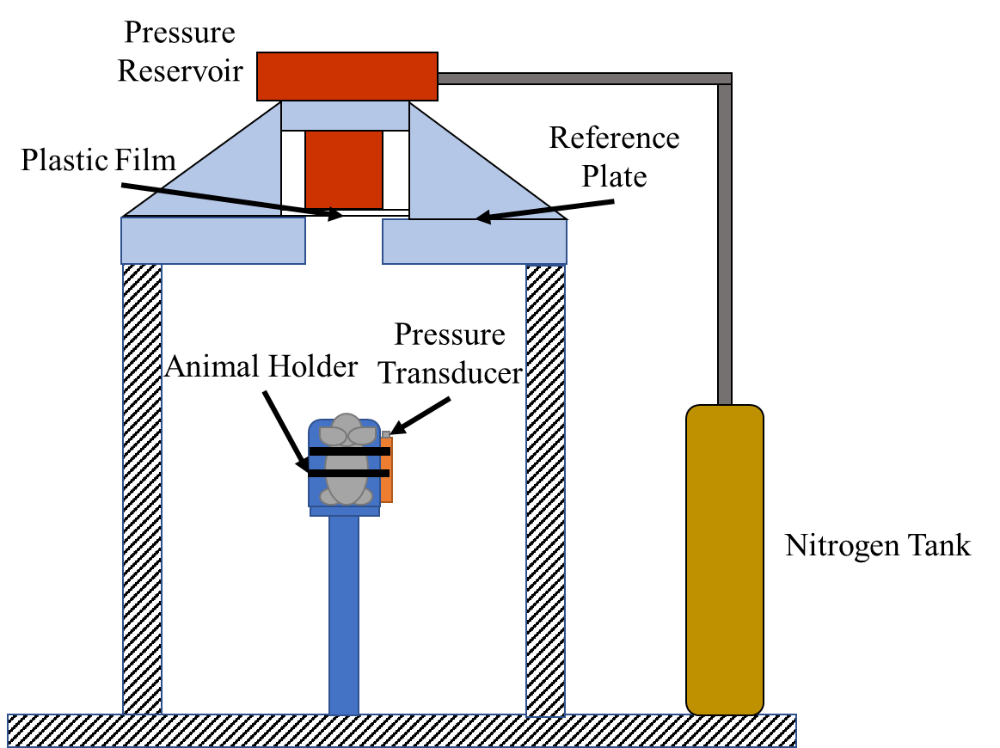 Pressure
Reservoir
Plastic Film
Reference
Plate
Pressure
Transducer
Animal Holder
Nitrogen Tank